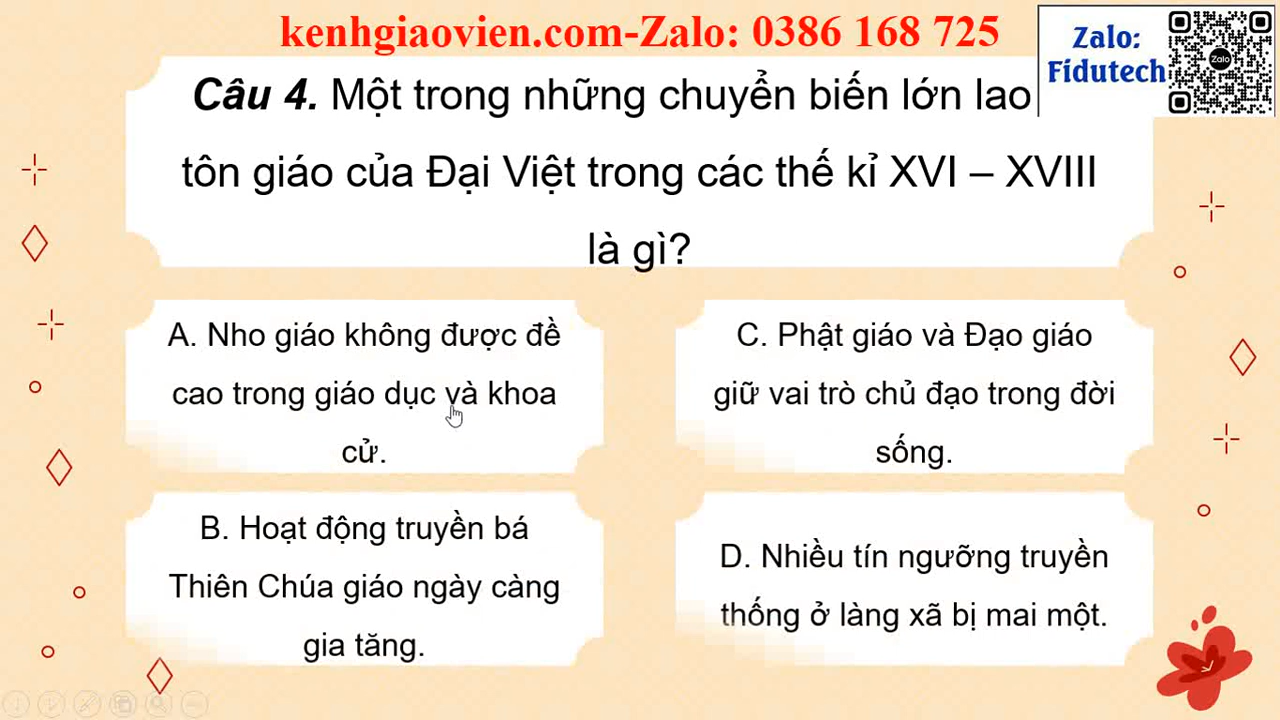 kenhgiaovien.com-Zalo: 0386 168 725
Zalo:
Fidutech
Zalo
Câu 4. Một trong những chuyển biến lớn lao
tôn giáo của Đại Việt trong các thế kỉ XVI – XVIII
là gì?
A. Nho giáo không được đề
cao trong giáo dục và khoa
cử.
B. Hoạt động truyền bá
Thiên Chúa giáo ngày càng
gia tăng.
C. Phật giáo và Đạo giáo
giữ vai trò chủ đạo trong đời
sống.
D. Nhiều tín ngưỡng truyền
thống ở làng xã bị mai một.